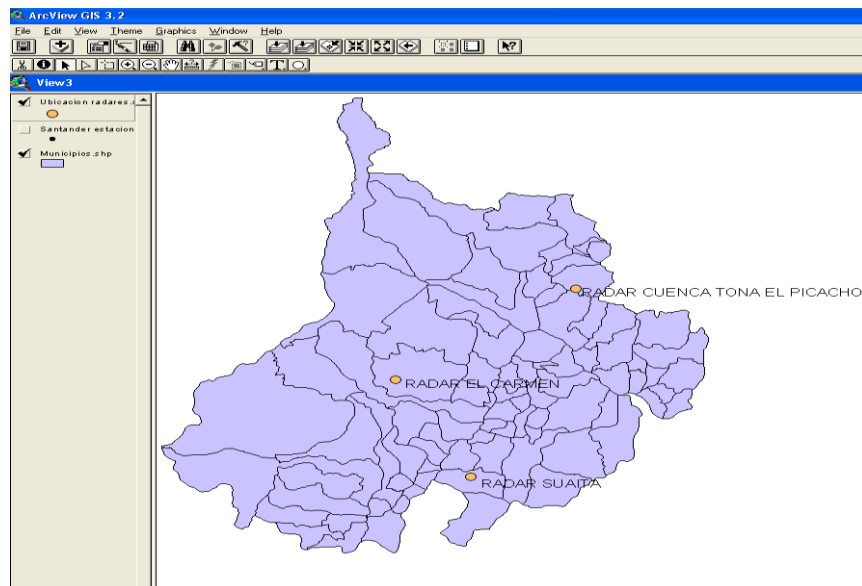 ArcView GIS 3.2
File Edit View Theme Graphics Window Help
View3
Ubicacion radares.
Santander estacion
Municipios.shp
RADAR CUENCA TONA EL PICACHO
RADAR EL CARMEN
RADAR SUAITA